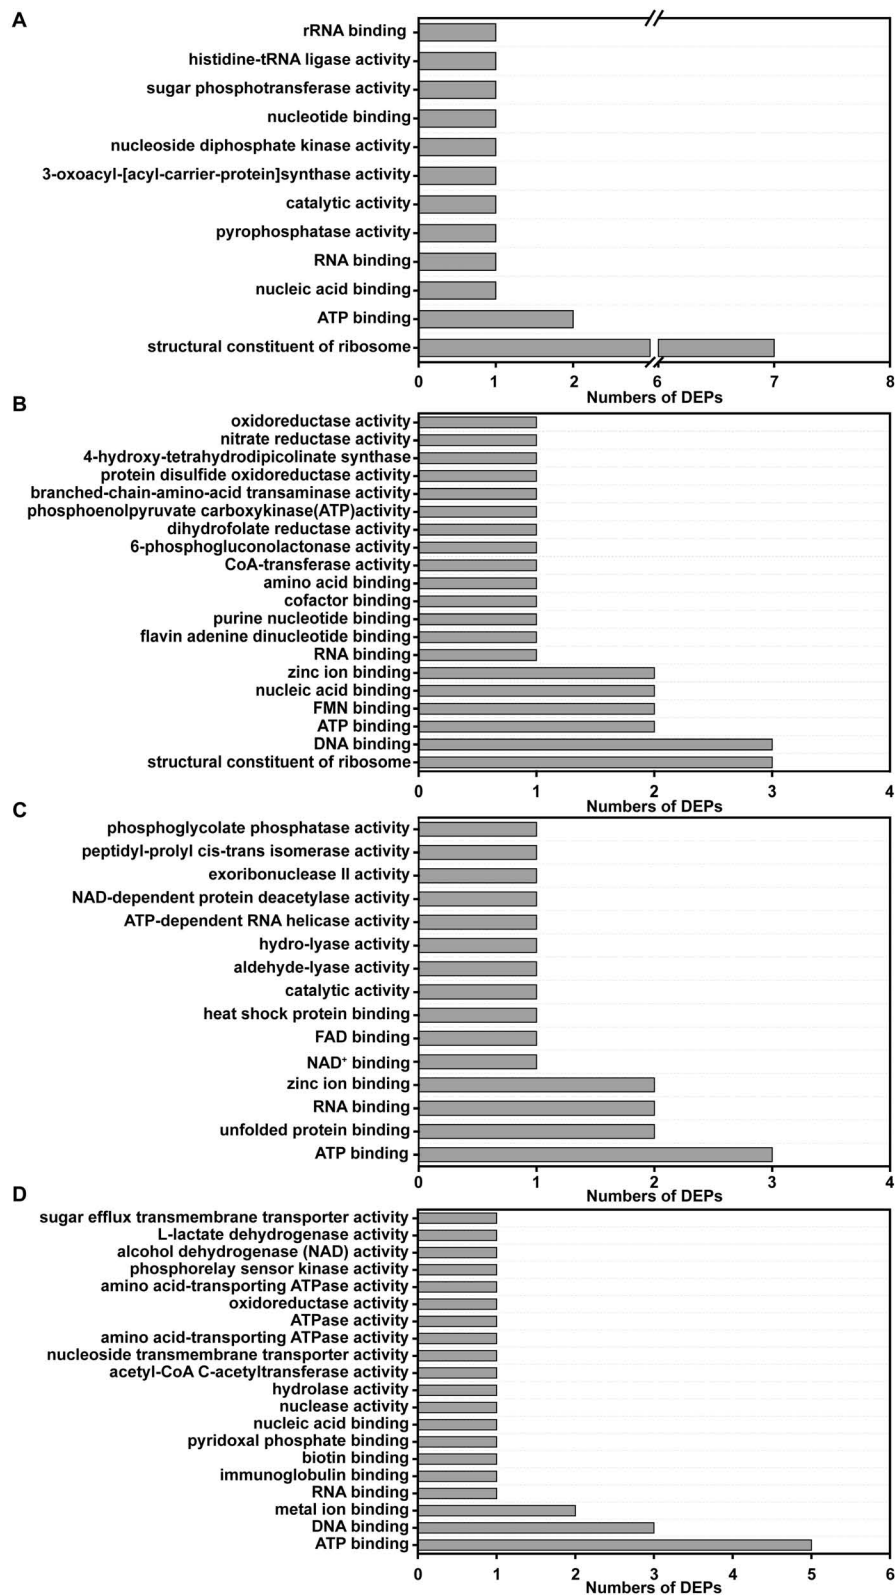 A
rRNA binding
histidine-tRNA ligase activity
sugar phosphotransferase activity
nucleotide binding
nucleoside diphosphate kinase activity
3-oxoacyl-[acyl-carrier-protein]synthase activity
catalytic activity
pyrophosphatase activity
RNA binding
nucleic acid binding
ATP binding
structural constituent of ribosome
0 1 2 6 7 8
Numbers of DEPs
B
oxidoreductase activity
nitrate reductase activity
4-hydroxy-tetrahydrodipicolinate synthase
protein disulfide oxidoreductase activity
branched-chain-amino-acid transaminase activity
phosphoenolpyruvate carboxykinase(ATP)activity
dihydrofolate reductase activity
6-phosphogluconolactonase activity
CoA-transferase activity
amino acid binding
cofactor binding
purine nucleotide binding
flavin adenine dinucleotide binding
RNA binding
zinc ion binding
nucleic acid binding
FMN binding
ATP binding
DNA binding
structural constituent of ribosome
0 1 2 3 4
Numbers of DEPs
C
phosphoglycolate phosphatase activity
peptidyl-prolyl cis-trans isomerase activity
exoribonuclease II activity
NAD-dependent protein deacetylase activity
ATP-dependent RNA helicase activity
hydro-lyase activity
aldehyde-lyase activity
catalytic activity
heat shock protein binding
FAD binding
NAD⁺ binding
zinc ion binding
RNA binding
unfolded protein binding
ATP binding
0 1 2 3 4
Numbers of DEPs
D
sugar efflux transmembrane transporter activity
L-lactate dehydrogenase activity
alcohol dehydrogenase (NAD) activity
phosphorelay sensor kinase activity
amino acid-transporting ATPase activity
oxidoreductase activity
ATPase activity
amino acid-transporting ATPase activity
nucleoside transmembrane transporter activity
acetyl-CoA C-acetyltransferase activity
hydrolase activity
nuclease activity
nucleic acid binding
pyridoxal phosphate binding
biotin binding
immunoglobulin binding
RNA binding
metal ion binding
DNA binding
ATP binding
0 1 2 3 4 5 6
Numbers of DEPs